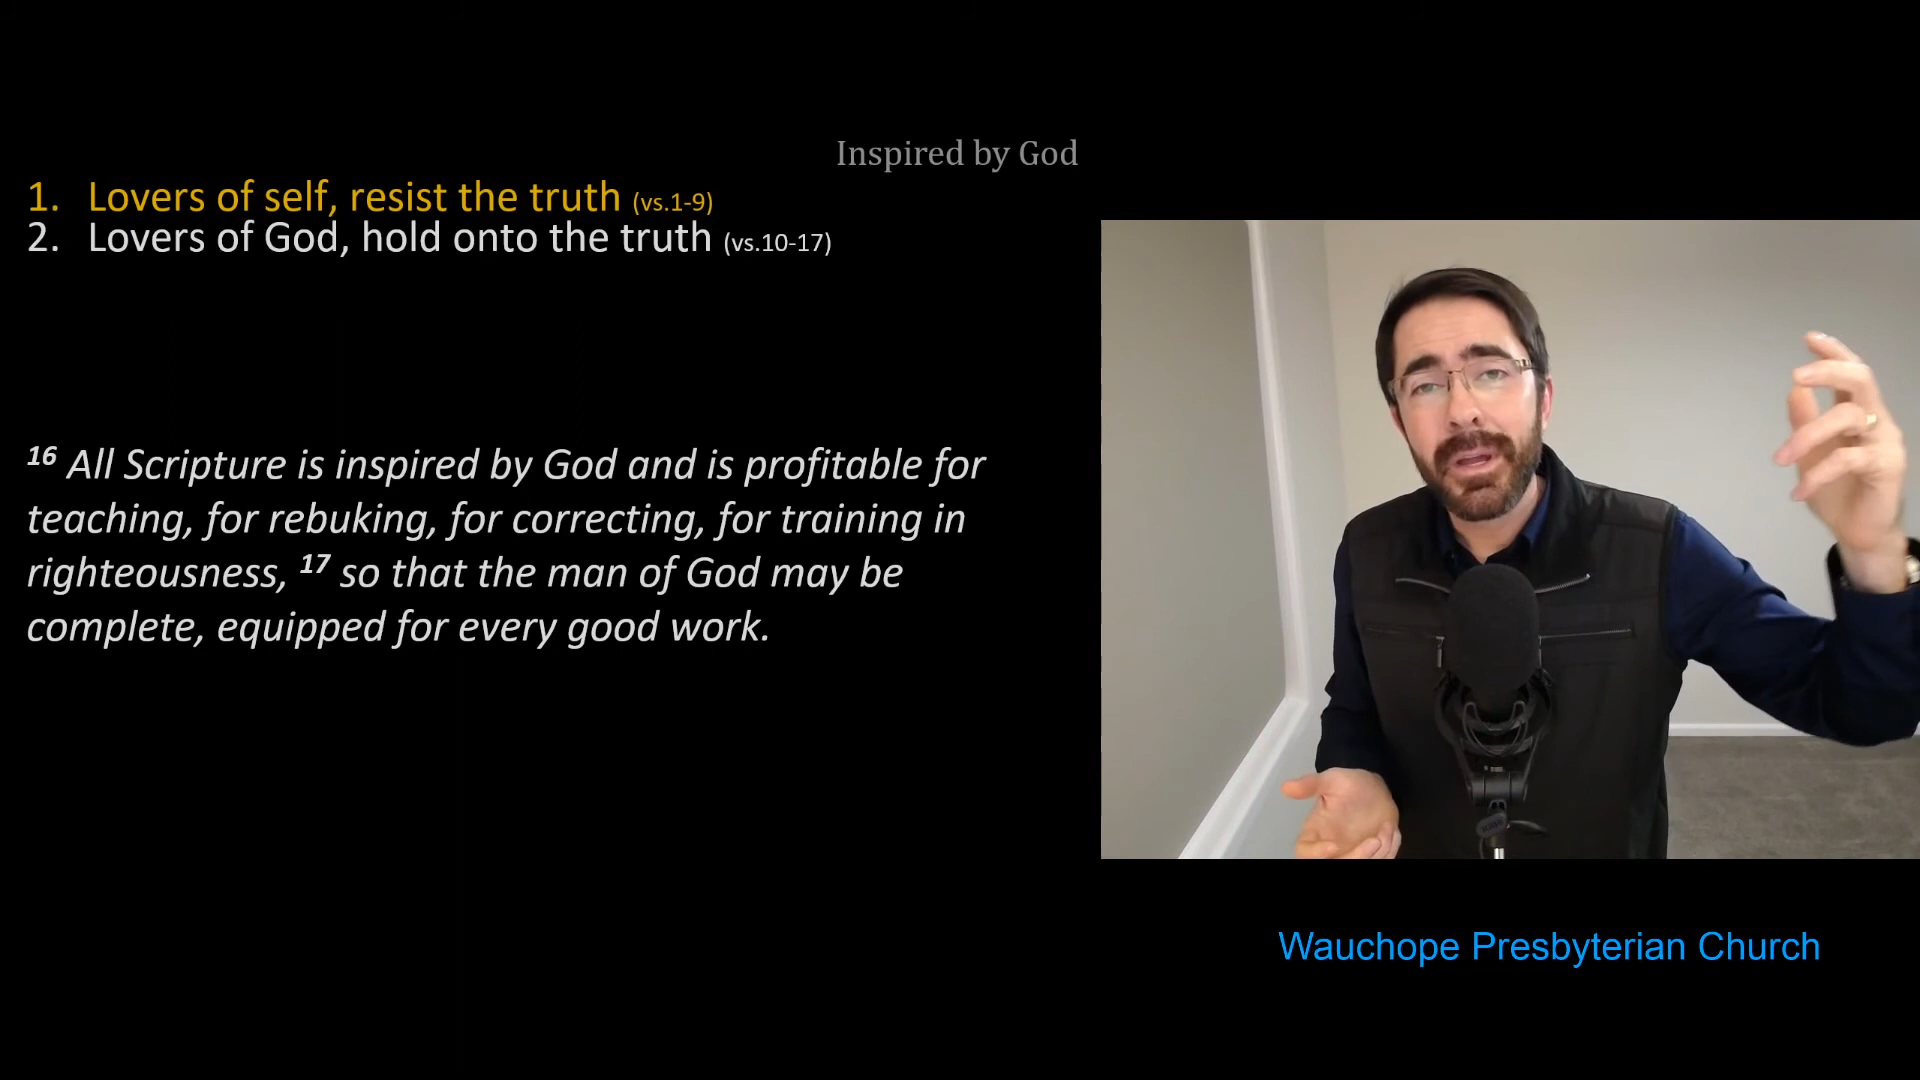 Inspired by God
1. Lovers of self, resist the truth (vs.1-9)
2. Lovers of God, hold onto the truth (vs.10-17)
16 All Scripture is inspired by God and is profitable for
teaching, for rebuking, for correcting, for training in
righteousness, 17 so that the man of God may be
complete, equipped for every good work.
Wauchope Presbyterian Church